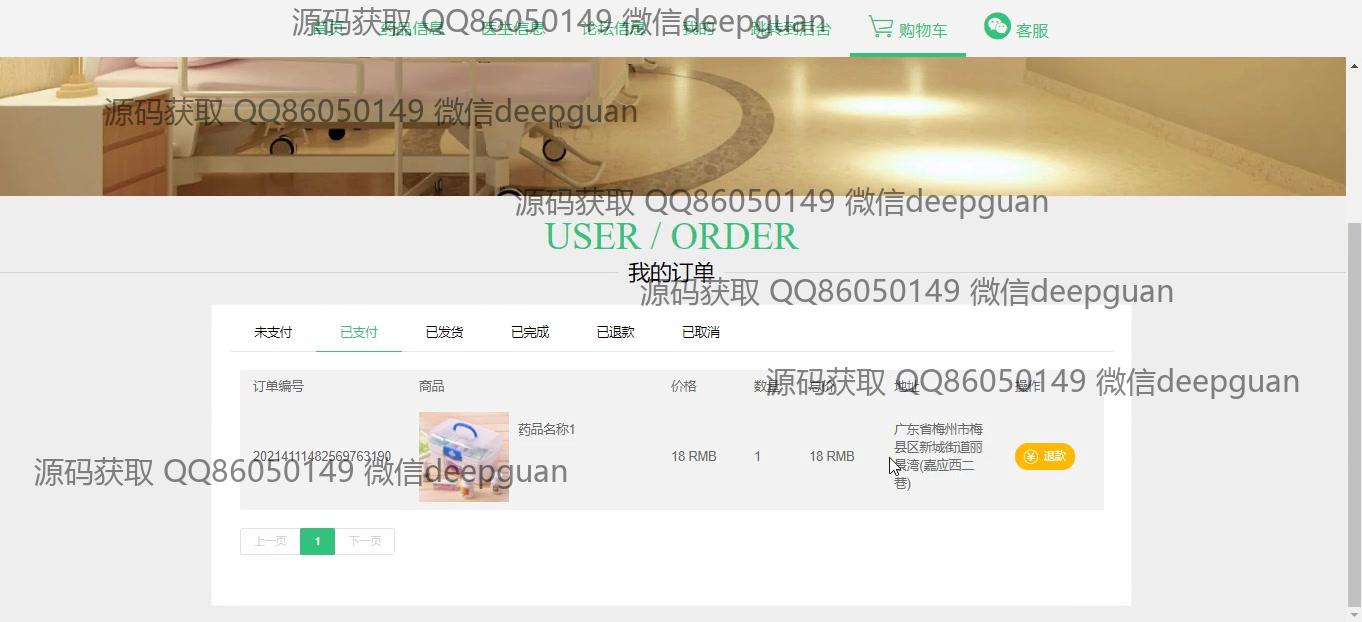 源码获取 QQ86050149 微信deepguan
首页 药品信息 医生信息 论坛信息 我的 跳转到后台 购物车 客服
源码获取 QQ86050149 微信deepguan
源码获取 QQ86050149 微信deepguan
USER / ORDER
我的订单
源码获取 QQ86050149 微信deepguan
未支付 已支付 已发货 已完成 已退款 已取消
源码获取 QQ86050149 微信deepguan
订单编号 商品 价格 数量 总价 地址 操作
药品名称1
广东省梅州市梅
县区新城街道丽
景湾(嘉应西二
巷)
20214111482569763190
18 RMB 1 18 RMB
退款
源码获取 QQ86050149 微信deepguan
上一页 1 下一页